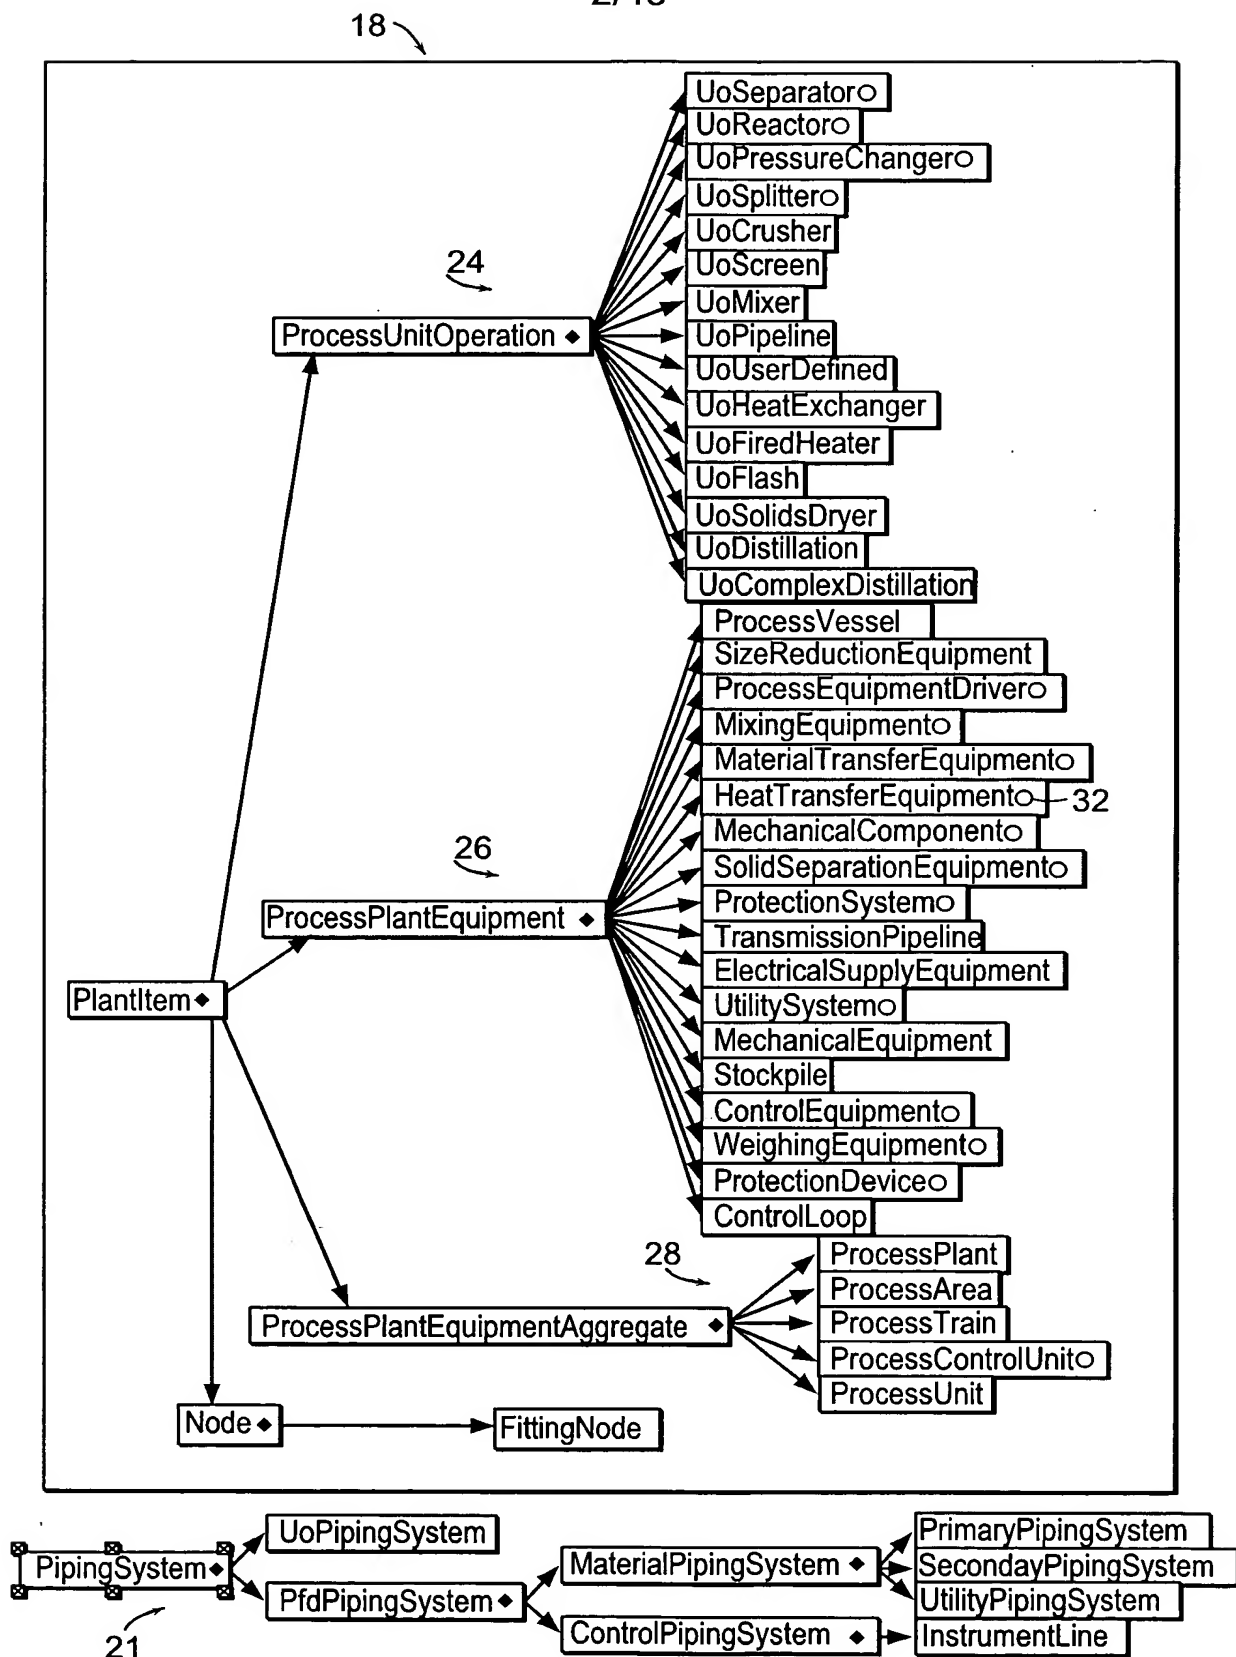 18
UoSeparator
UoReactor
UoPressureChanger
UoSplitter
UoCrusher
UoScreen
UoMixer
UoPipeline
UoUserDefined
UoHeatExchanger
UoFiredHeater
UoFlash
UoSolidsDryer
UoDistillation
UoComplexDistillation
24
ProcessUnitOperation
ProcessVessel
SizeReductionEquipment
ProcessEquipmentDriver
MixingEquipment
MaterialTransferEquipment
HeatTransferEquipment 32
MechanicalComponent
SolidSeparationEquipment
ProtectionSystem
TransmissionPipeline
ElectricalSupplyEquipment
UtilitySystem
MechanicalEquipment
Stockpile
ControlEquipment
WeighingEquipment
ProtectionDevice
ControlLoop
26
ProcessPlantEquipment
PlantItem
28
ProcessPlant
ProcessArea
ProcessTrain
ProcessControlUnit
ProcessUnit
ProcessPlantEquipmentAggregate
Node
FittingNode
PipingSystem
21
UoPipingSystem
PfdPipingSystem
MaterialPipingSystem
ControlPipingSystem
PrimaryPipingSystem
SecondayPipingSystem
UtilityPipingSystem
InstrumentLine